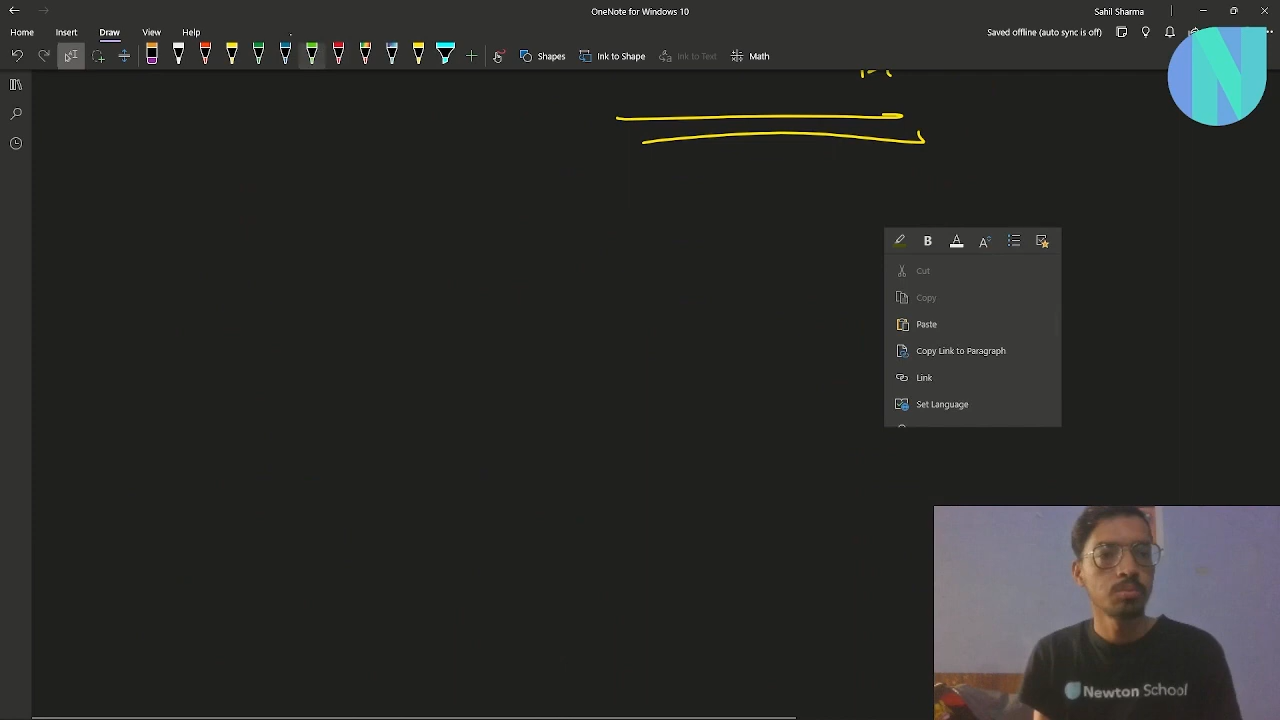 OneNote for Windows 10
Sahil Sharma
Home Insert Draw View
Saved offline (auto sync is off)
Shapes Ink to Shape Ink to Text Math
B A A
Cut
Copy
Paste
Copy Link to Paragraph
Link
Set Language
Newton School